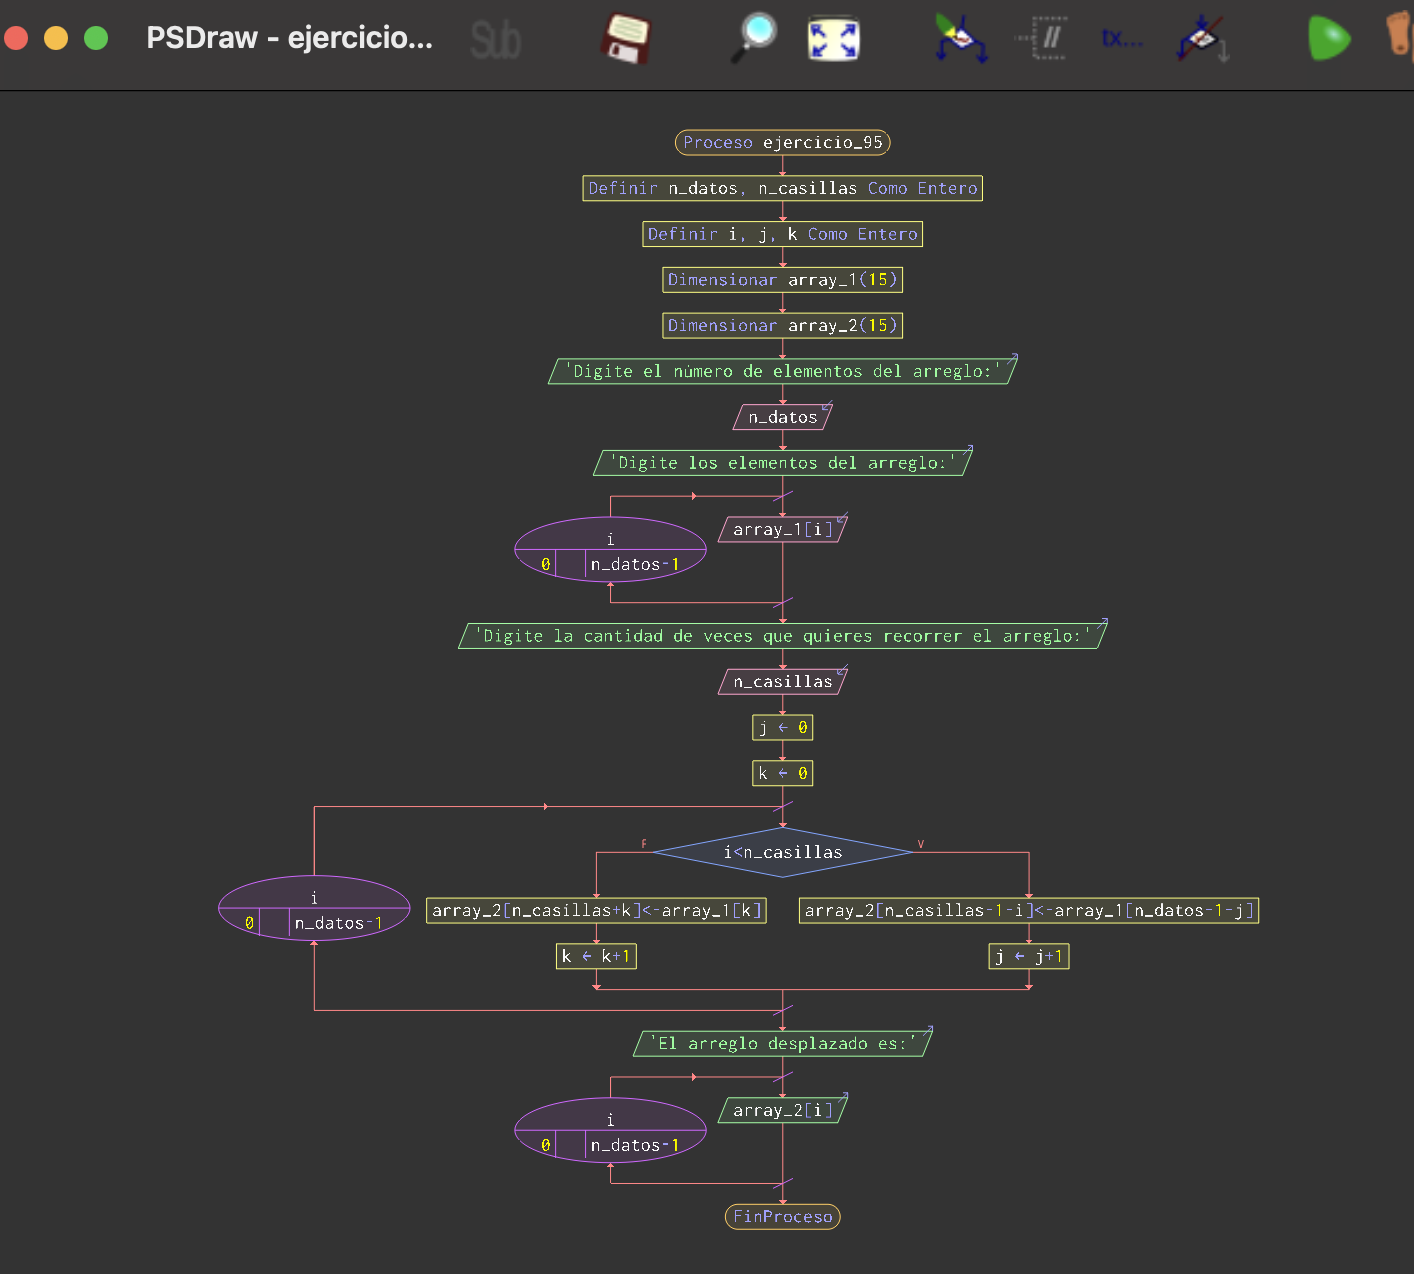 PSDraw - ejercicio...
Sub
tx...
Proceso ejercicio_95
Definir n_datos, n_casillas Como Entero
Definir i, j, k Como Entero
Dimensionar array_1(15)
Dimensionar array_2(15)
'Digite el número de elementos del arreglo:'
n_datos
'Digite los elementos del arreglo:'
array_1[i]
i
0 n_datos-1
'Digite la cantidad de veces que quieres recorrer el arreglo:'
n_casillas
j ← 0
k ← 0
F i<n_casillas V
i
0 n_datos-1
array_2[n_casillas+k]<-array_1[k]
array_2[n_casillas-1-i]<-array_1[n_datos-1-j]
k ← k+1
j ← j+1
'El arreglo desplazado es:'
array_2[i]
i
0 n_datos-1
FinProceso